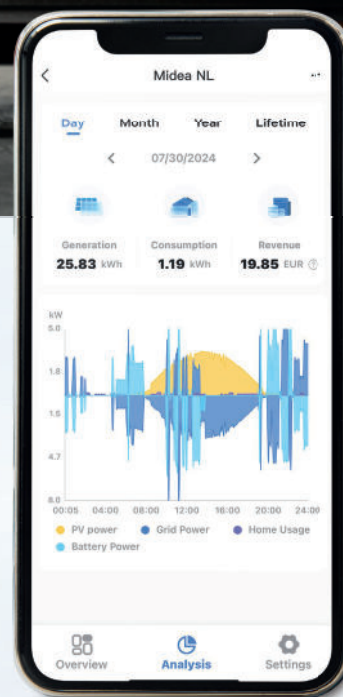 Midea NL
Day Month Year Lifetime
< 07/30/2024 >
Generation Consumption Revenue
25.83 kWh 1.19 kWh 19.85 EUR
kW
5.0
1.8
1.5
4.7
8.0
00:05 04:00 08:00 12:00 16:00 20:00 24:00
PV power Grid Power Home Usage
Battery Power
Overview Analysis Settings